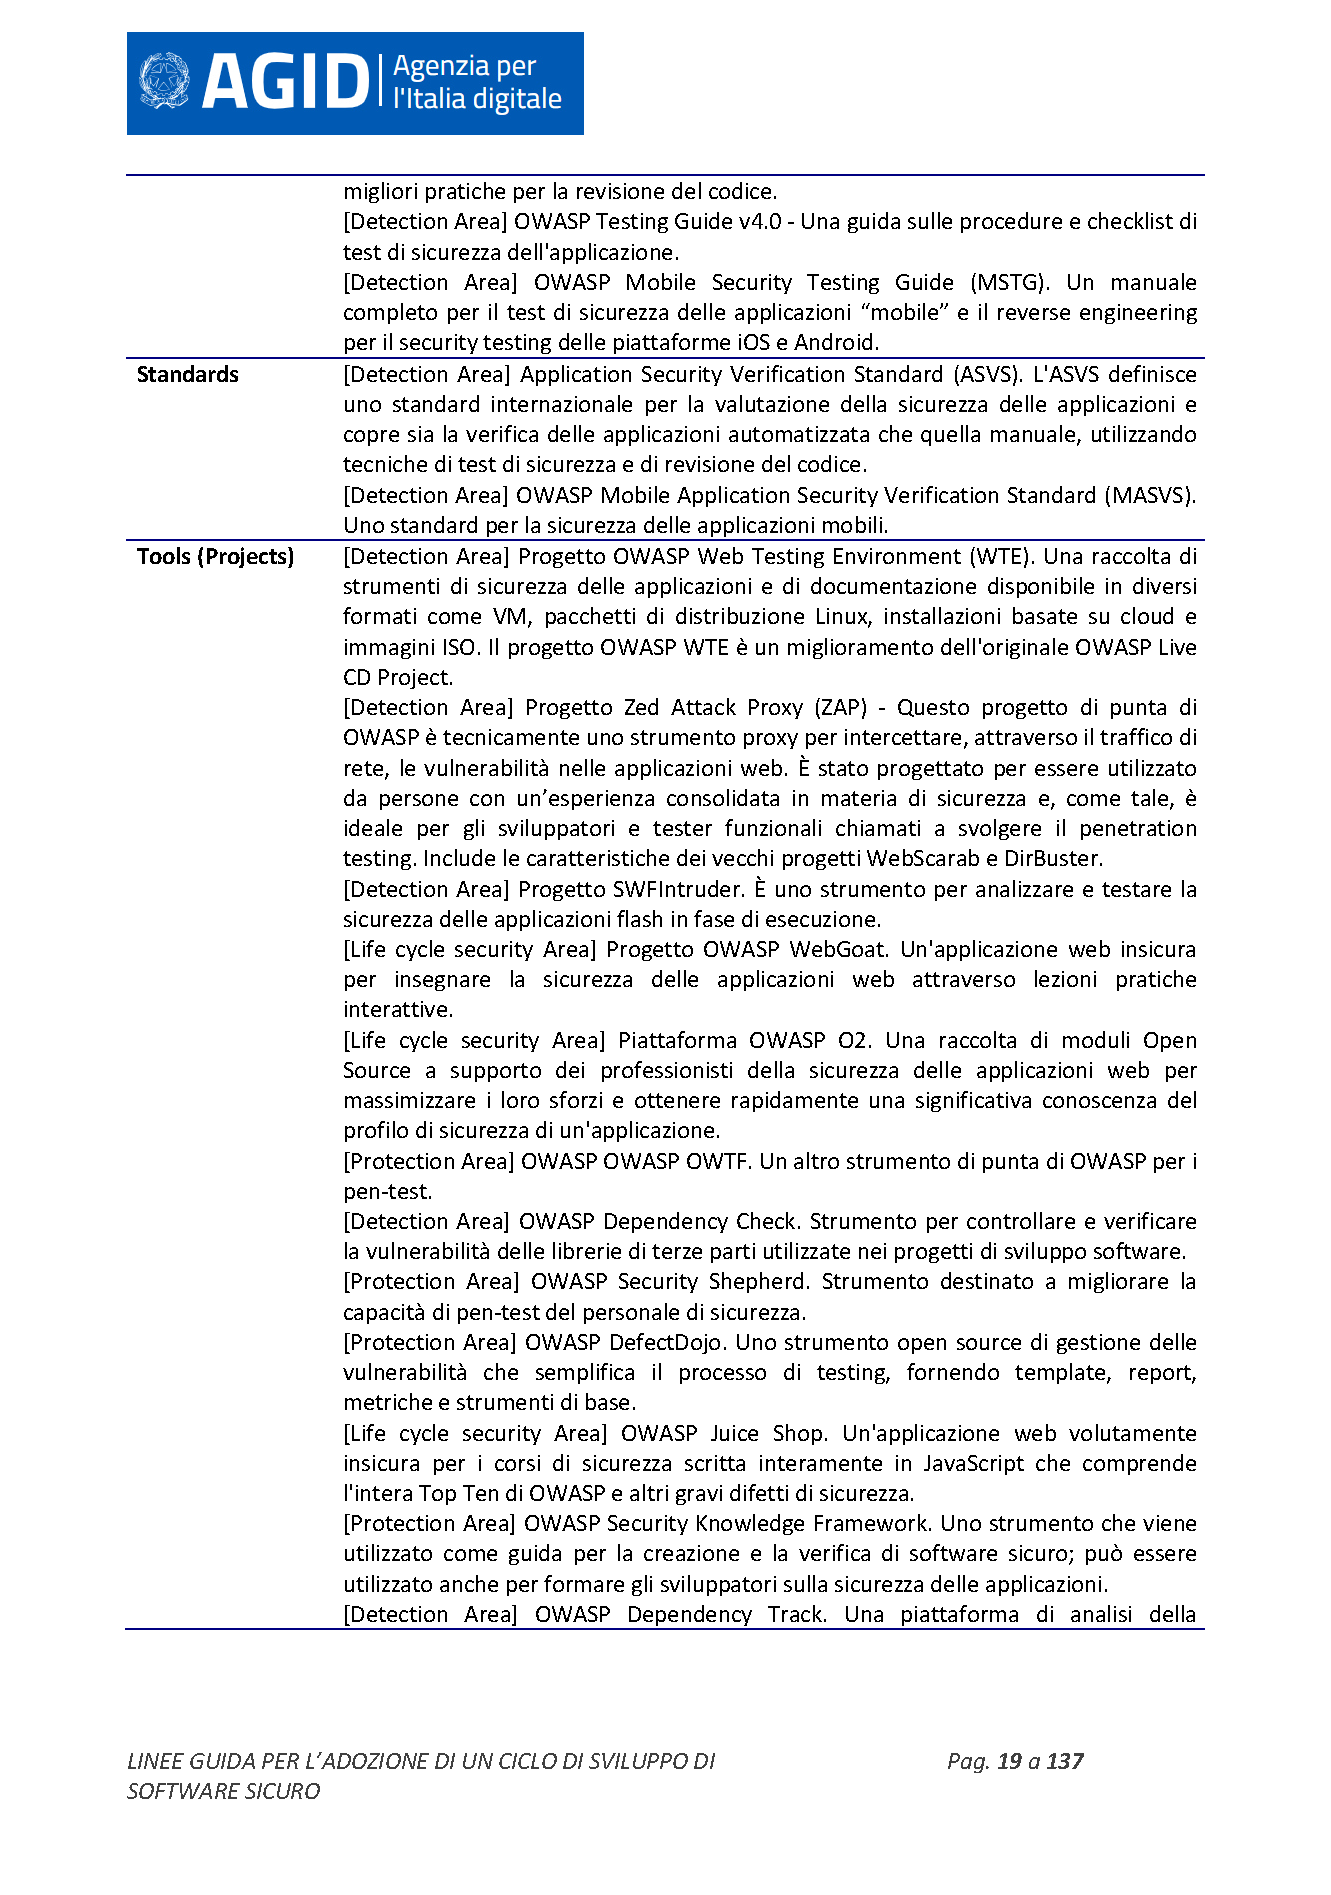 AGID Agenzia per
l'Italia digitale
migliori pratiche per la revisione del codice.
[Detection Area] OWASP Testing Guide v4.0 - Una guida sulle procedure e checklist di
test di sicurezza dell'applicazione.
[Detection Area] OWASP Mobile Security Testing Guide (MSTG). Un manuale
completo per il test di sicurezza delle applicazioni “mobile” e il reverse engineering
per il security testing delle piattaforme iOS e Android.
Standards [Detection Area] Application Security Verification Standard (ASVS). L'ASVS definisce
uno standard internazionale per la valutazione della sicurezza delle applicazioni e
copre sia la verifica delle applicazioni automatizzata che quella manuale, utilizzando
tecniche di test di sicurezza e di revisione del codice.
[Detection Area] OWASP Mobile Application Security Verification Standard (MASVS).
Uno standard per la sicurezza delle applicazioni mobili.
Tools (Projects) [Detection Area] Progetto OWASP Web Testing Environment (WTE). Una raccolta di
strumenti di sicurezza delle applicazioni e di documentazione disponibile in diversi
formati come VM, pacchetti di distribuzione Linux, installazioni basate su cloud e
immagini ISO. Il progetto OWASP WTE è un miglioramento dell'originale OWASP Live
CD Project.
[Detection Area] Progetto Zed Attack Proxy (ZAP) - Questo progetto di punta di
OWASP è tecnicamente uno strumento proxy per intercettare, attraverso il traffico di
rete, le vulnerabilità nelle applicazioni web. È stato progettato per essere utilizzato
da persone con un’esperienza consolidata in materia di sicurezza e, come tale, è
ideale per gli sviluppatori e tester funzionali chiamati a svolgere il penetration
testing. Include le caratteristiche dei vecchi progetti WebScarab e DirBuster.
[Detection Area] Progetto SWFIntruder. È uno strumento per analizzare e testare la
sicurezza delle applicazioni flash in fase di esecuzione.
[Life cycle security Area] Progetto OWASP WebGoat. Un'applicazione web insicura
per insegnare la sicurezza delle applicazioni web attraverso lezioni pratiche
interattive.
[Life cycle security Area] Piattaforma OWASP O2. Una raccolta di moduli Open
Source a supporto dei professionisti della sicurezza delle applicazioni web per
massimizzare i loro sforzi e ottenere rapidamente una significativa conoscenza del
profilo di sicurezza di un'applicazione.
[Protection Area] OWASP OWASP OWTF. Un altro strumento di punta di OWASP per i
pen-test.
[Detection Area] OWASP Dependency Check. Strumento per controllare e verificare
la vulnerabilità delle librerie di terze parti utilizzate nei progetti di sviluppo software.
[Protection Area] OWASP Security Shepherd. Strumento destinato a migliorare la
capacità di pen-test del personale di sicurezza.
[Protection Area] OWASP DefectDojo. Uno strumento open source di gestione delle
vulnerabilità che semplifica il processo di testing, fornendo template, report,
metriche e strumenti di base.
[Life cycle security Area] OWASP Juice Shop. Un'applicazione web volutamente
insicura per i corsi di sicurezza scritta interamente in JavaScript che comprende
l'intera Top Ten di OWASP e altri gravi difetti di sicurezza.
[Protection Area] OWASP Security Knowledge Framework. Uno strumento che viene
utilizzato come guida per la creazione e la verifica di software sicuro; può essere
utilizzato anche per formare gli sviluppatori sulla sicurezza delle applicazioni.
[Detection Area] OWASP Dependency Track. Una piattaforma di analisi della
LINEE GUIDA PER L’ADOZIONE DI UN CICLO DI SVILUPPO DI Pag. 19 a 137
SOFTWARE SICURO